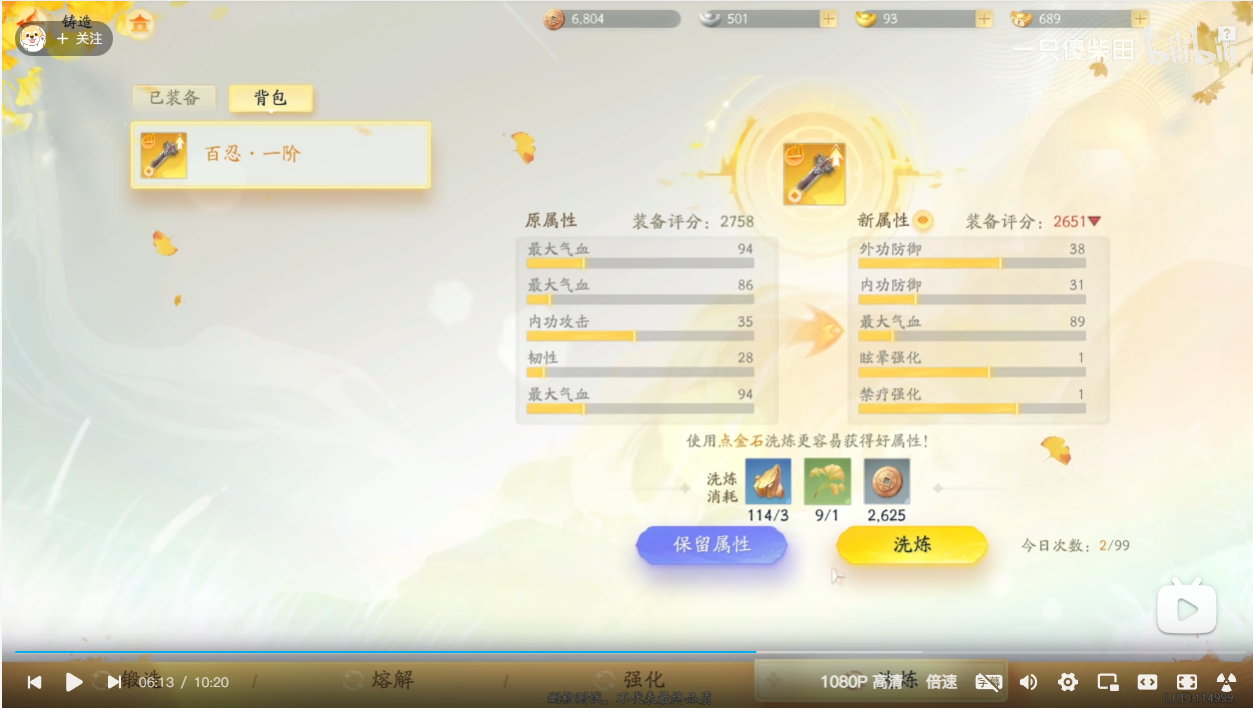 铸造
+ 关注
6,804
501
93
689
一只傻柴田 bilibili
?
已装备
背包
百忍·一阶
原属性
装备评分：2758
新属性
装备评分：2651
最大气血 94
最大气血 86
内功攻击 35
韧性 28
最大气血 94
外功防御 38
内功防御 31
最大气血 89
眩晕强化 1
禁疗强化 1
使用点金石洗炼更容易获得好属性！
洗炼
消耗
114/3
9/1
2,625
保留属性
洗炼
今日次数：2/99
锻造
熔解
强化
06:13 / 10:20
1080P 高清
倍速
字幕